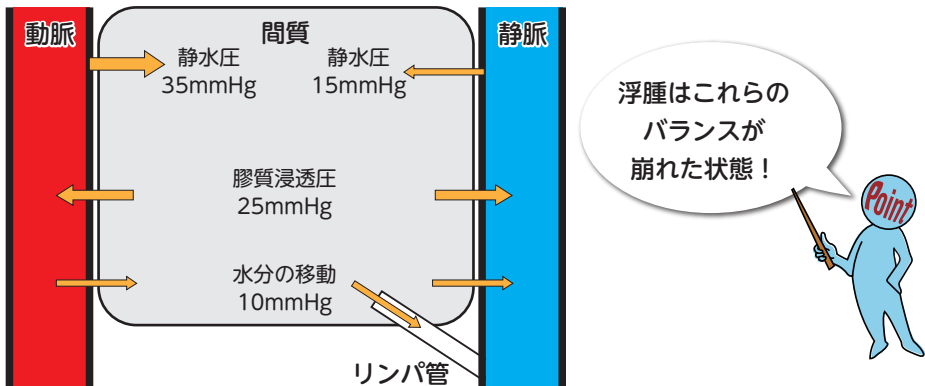 動脈
間質
静脈
静水圧
35mmHg
静水圧
15mmHg
膠質浸透圧
25mmHg
水分の移動
10mmHg
リンパ管
浮腫はこれらの
バランスが
崩れた状態！
Point